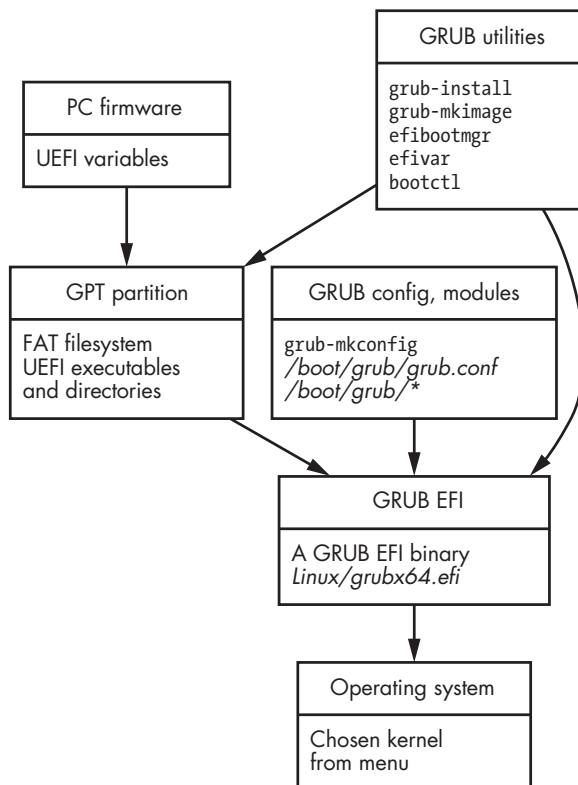 GRUB utilities
grub-install
grub-mkimage
efibootmgr
efivar
bootctl
PC firmware
UEFI variables
GPT partition
FAT filesystem
UEFI executables
and directories
GRUB config, modules
grub-mkconfig
/boot/grub/grub.conf
/boot/grub/*
GRUB EFI
A GRUB EFI binary
Linux/grubx64.efi
Operating system
Chosen kernel
from menu